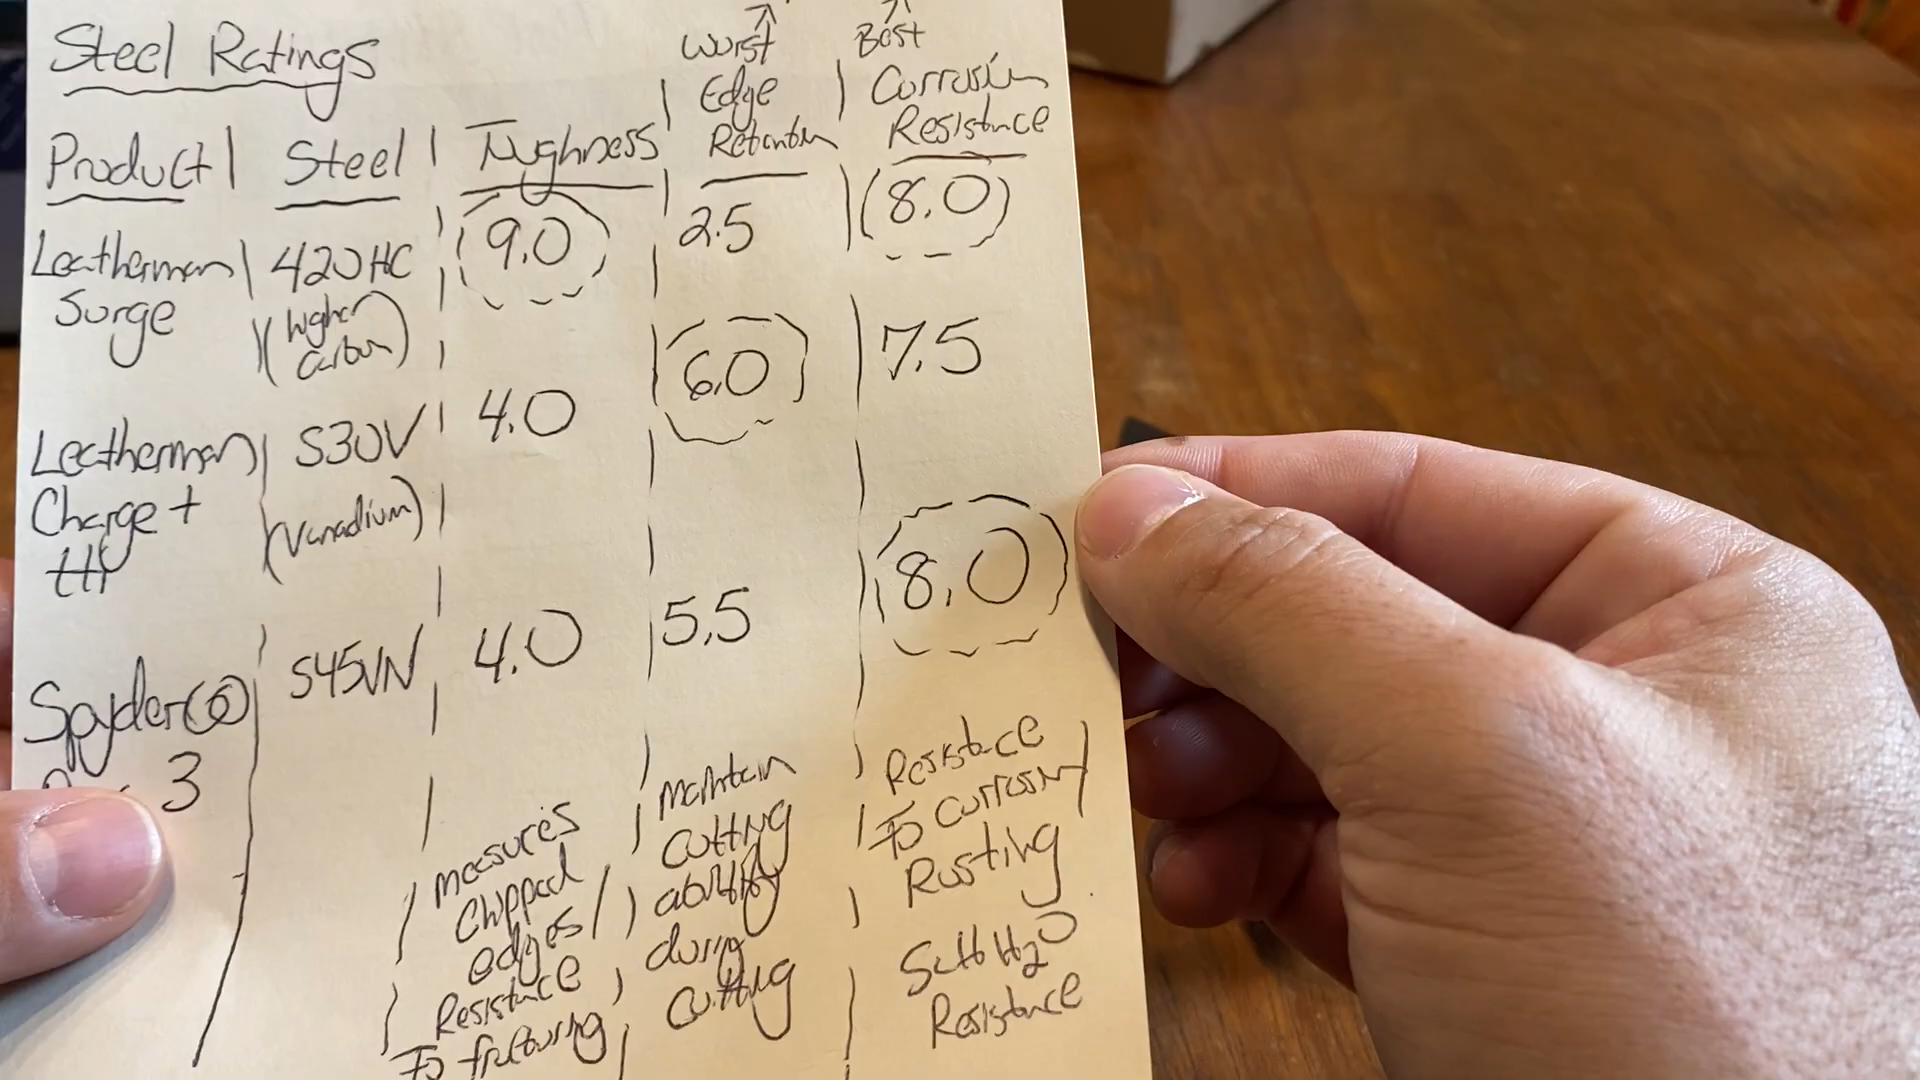 Steel Ratings
Worst Best
Product | Steel | Toughness | Edge Retention | Corrosion Resistance
Leatherman Surge | 420HC (higher carbon) | 9.0 | 2.5 | 8.0
Leatherman Charge + | S30V (Vanadium) | 4.0 | 6.0 | 7.5
Spyderco 3 | S45VN | 4.0 | 5.5 | 8.0
measures chipped edges / Resistance to fracturing
maintain cutting ability during cutting
Resistance to corrosion / Rusting
Salt H2O Resistance